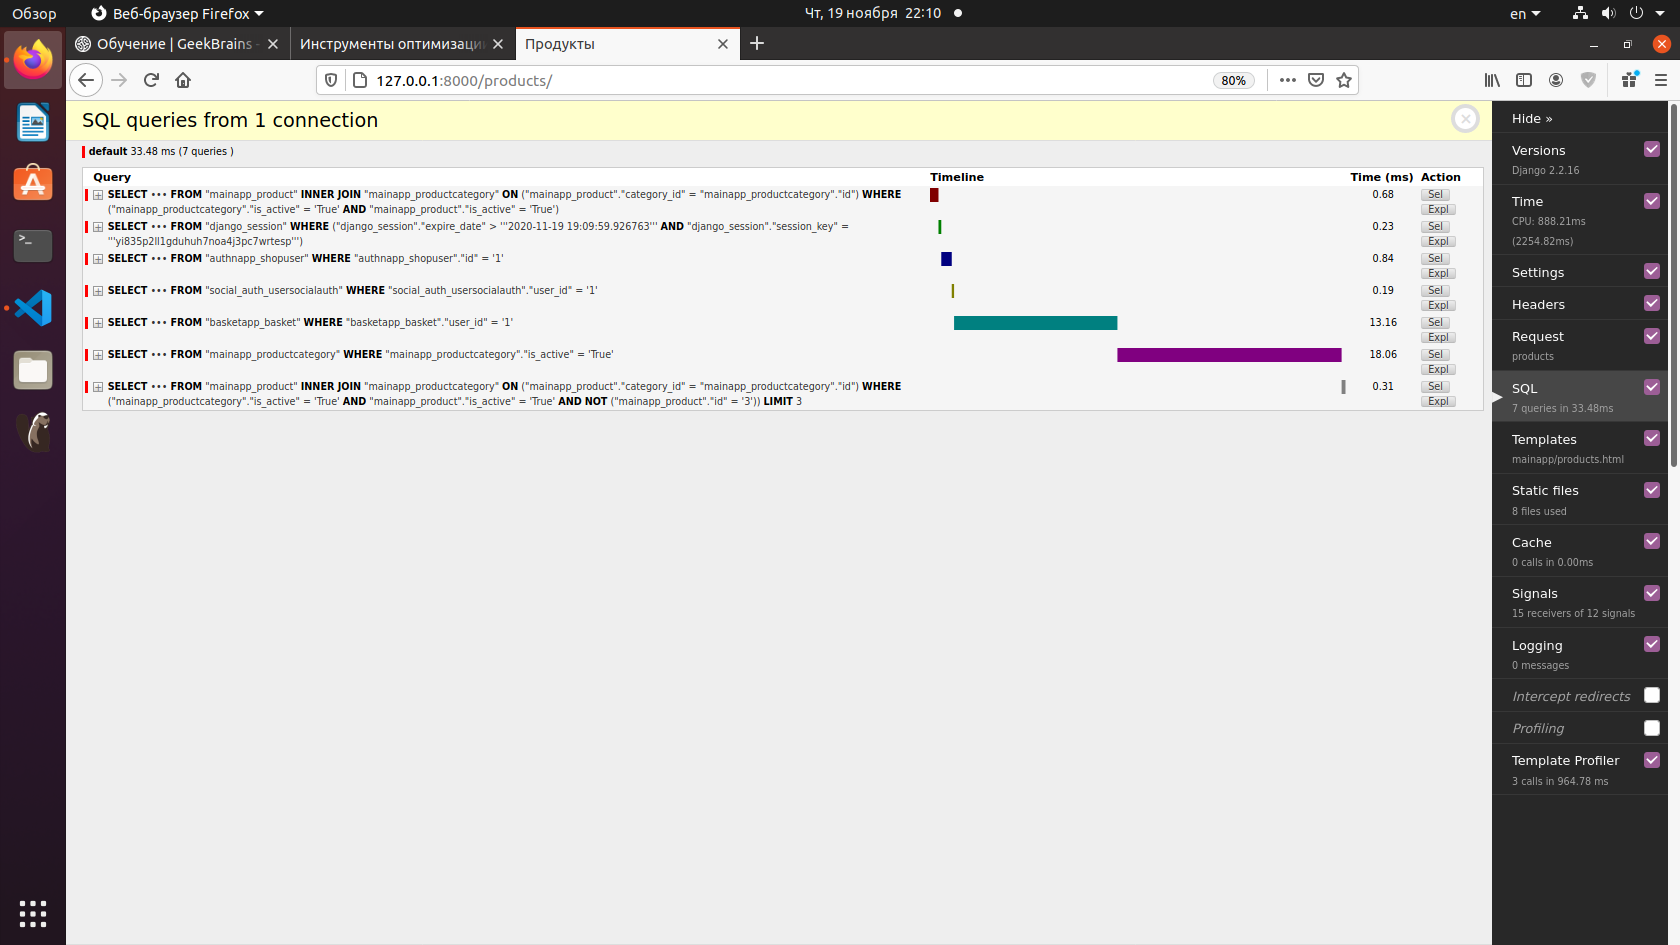 Обзор
Веб-браузер Firefox
Чт, 19 ноября 22:10
en
Обучение | GeekBrains -
Инструменты оптимизаци
Продукты
127.0.0.1:8000/products/
80%
SQL queries from 1 connection
default 33.48 ms (7 queries )
Query Timeline Time (ms) Action
SELECT ••• FROM "mainapp_product" INNER JOIN "mainapp_productcategory" ON ("mainapp_product"."category_id" = "mainapp_productcategory"."id") WHERE 0.68 Sel
("mainapp_productcategory"."is_active" = 'True' AND "mainapp_product"."is_active" = 'True') Expl
SELECT ••• FROM "django_session" WHERE ("django_session"."expire_date" > '''2020-11-19 19:09:59.926763''' AND "django_session"."session_key" = 0.23 Sel
'''yi835p2ll1gduhuh7noa4j3pc7wrtesp''') Expl
SELECT ••• FROM "authnapp_shopuser" WHERE "authnapp_shopuser"."id" = '1' 0.84 Sel
Expl
SELECT ••• FROM "social_auth_usersocialauth" WHERE "social_auth_usersocialauth"."user_id" = '1' 0.19 Sel
Expl
SELECT ••• FROM "basketapp_basket" WHERE "basketapp_basket"."user_id" = '1' 13.16 Sel
Expl
SELECT ••• FROM "mainapp_productcategory" WHERE "mainapp_productcategory"."is_active" = 'True' 18.06 Sel
Expl
SELECT ••• FROM "mainapp_product" INNER JOIN "mainapp_productcategory" ON ("mainapp_product"."category_id" = "mainapp_productcategory"."id") WHERE 0.31 Sel
("mainapp_productcategory"."is_active" = 'True' AND "mainapp_product"."is_active" = 'True' AND NOT ("mainapp_product"."id" = '3')) LIMIT 3 Expl
Hide »
Versions
Django 2.2.16
Time
CPU: 888.21ms
(2254.82ms)
Settings
Headers
Request
products
SQL
7 queries in 33.48ms
Templates
mainapp/products.html
Static files
8 files used
Cache
0 calls in 0.00ms
Signals
15 receivers of 12 signals
Logging
0 messages
Intercept redirects
Profiling
Template Profiler
3 calls in 964.78 ms